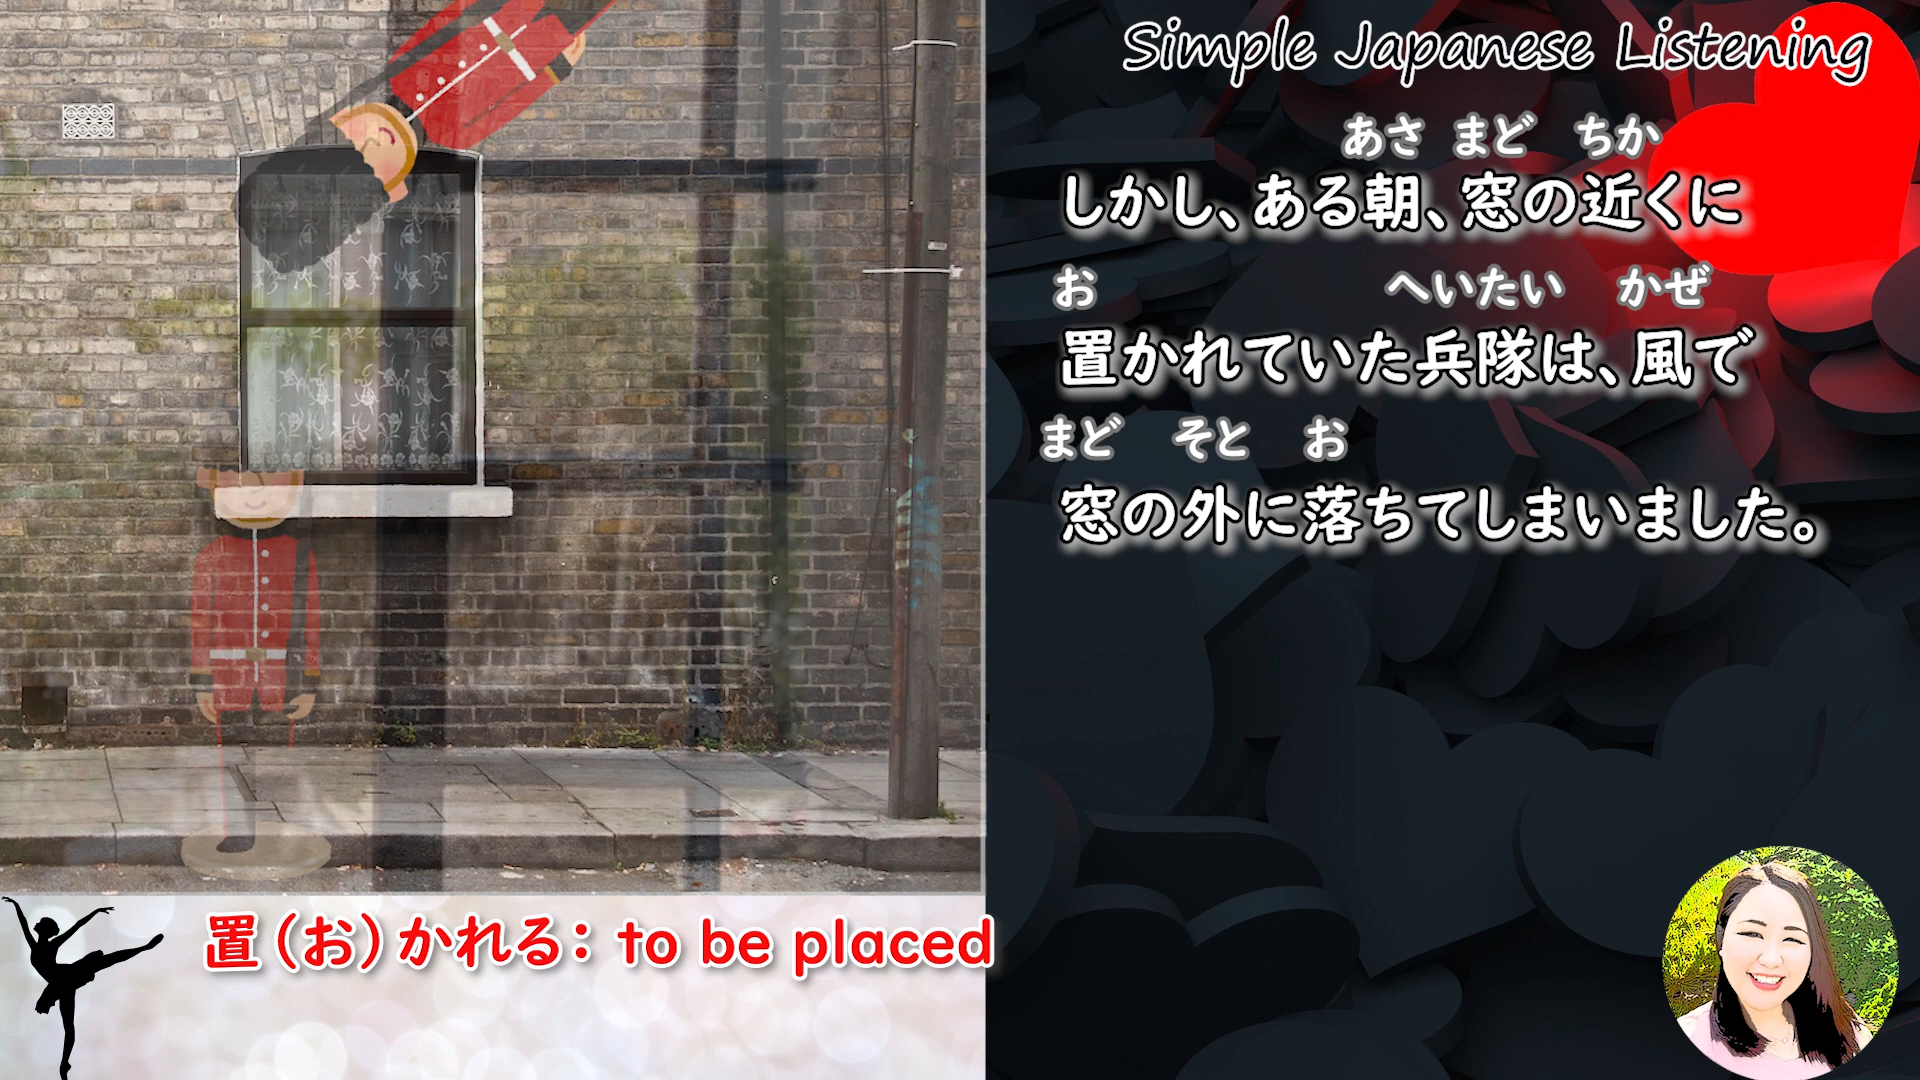 Simple Japanese Listening
あさ まど ちか
しかし、ある朝、窓の近くに
お へいたい かぜ
置かれていた兵隊は、風で
まど そと お
窓の外に落ちてしまいました。
置（お）かれる： to be placed